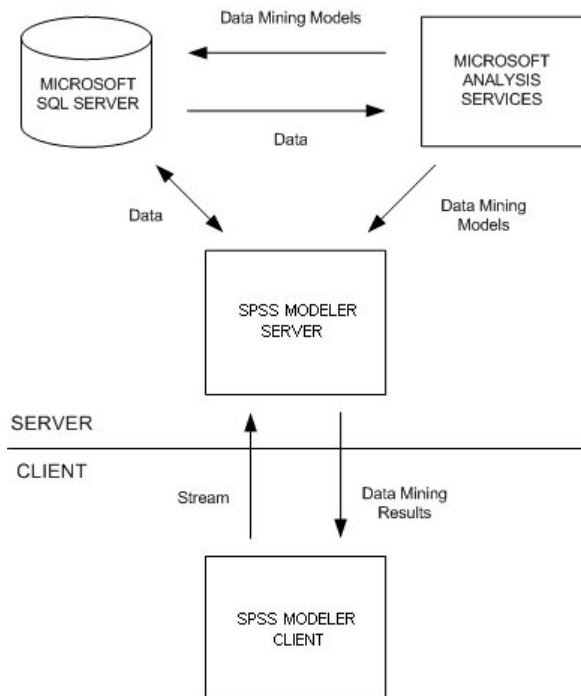 Data Mining Models
MICROSOFT
SQL SERVER
MICROSOFT
ANALYSIS
SERVICES
Data
Data
Data Mining
Models
SPSS MODELER
SERVER
SERVER
CLIENT
Stream
Data Mining
Results
SPSS MODELER
CLIENT